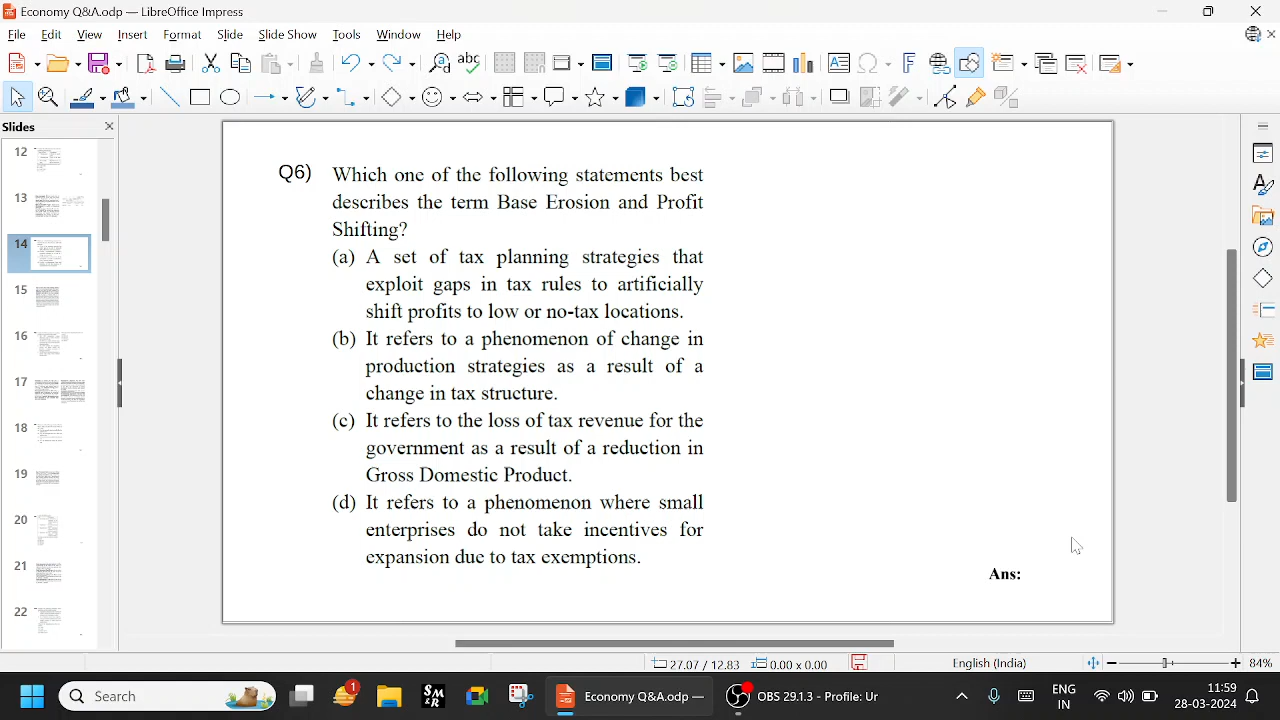 Economy Q&A.odp — LibreOffice Impress
File Edit View Insert Format Slide Slide Show Tools Window Help
Slides
12
13
14
15
16
17
18
19
20
21
22
Q6) Which one of the following statements best
describes the term Base Erosion and Profit
Shifting?
(a) A set of tax planning strategies that
exploit gaps in tax rules to artificially
shift profits to low or no-tax locations.
(b) It refers to a phenomenon of change in
production strategies as a result of a
change in tax structure.
(c) It refers to the loss of tax revenue for the
government as a result of a reduction in
Gross Domestic Product.
(d) It refers to a phenomenon where small
enterprises do not take incentives for
expansion due to tax exemptions.
Ans:
27.07 / 12.83 0.00 x 0.00 English (India) 84%
Search 1 Economy Q&A.odp — OBS 29.1.3 - Profile: Ur ENG IN 11:59 28-03-2024